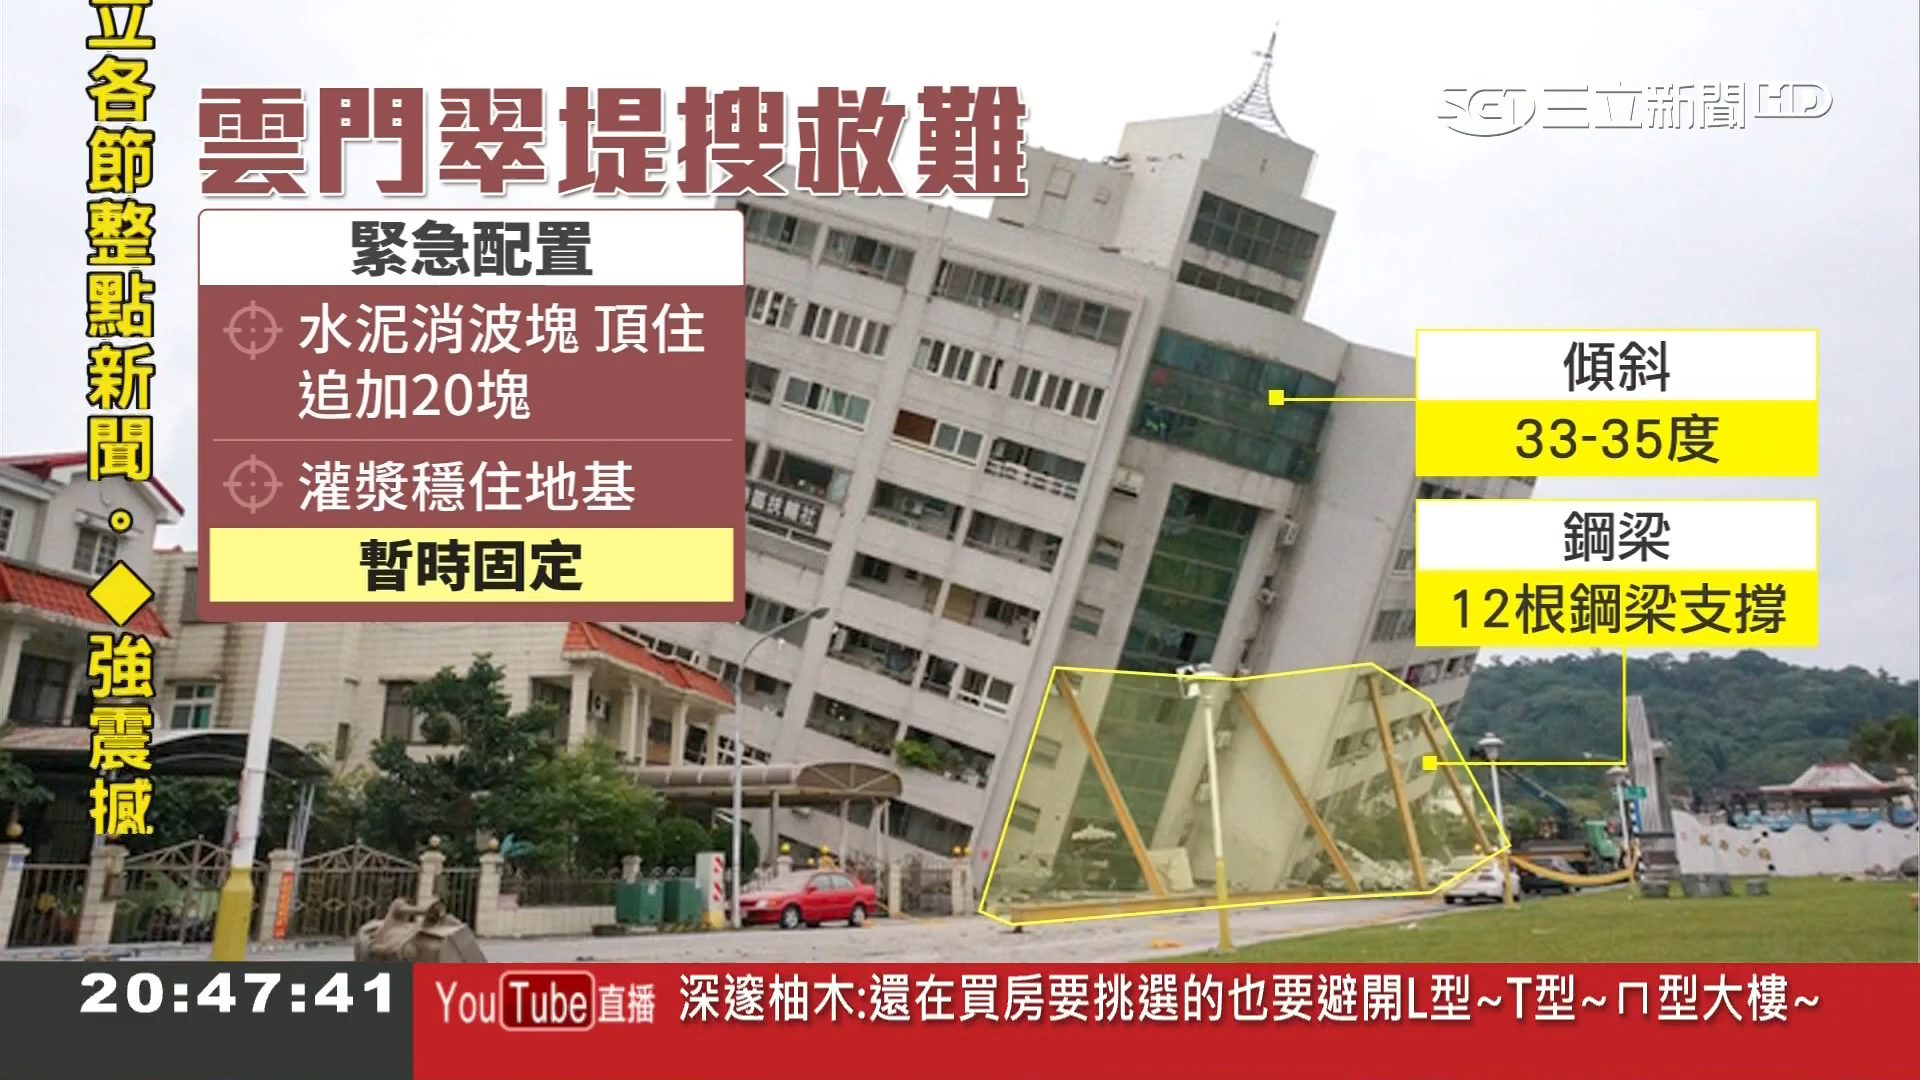 立各節整點新聞。◆強震撼
雲門翠堤搜救難
SET三立新聞HD
緊急配置
水泥消波塊 頂住
追加20塊
灌漿穩住地基
暫時固定
傾斜
33-35度
鋼梁
12根鋼梁支撐
20:47:41
YouTube直播
深邃柚木:還在買房要挑選的也要避開L型~T型~ㄇ型大樓~